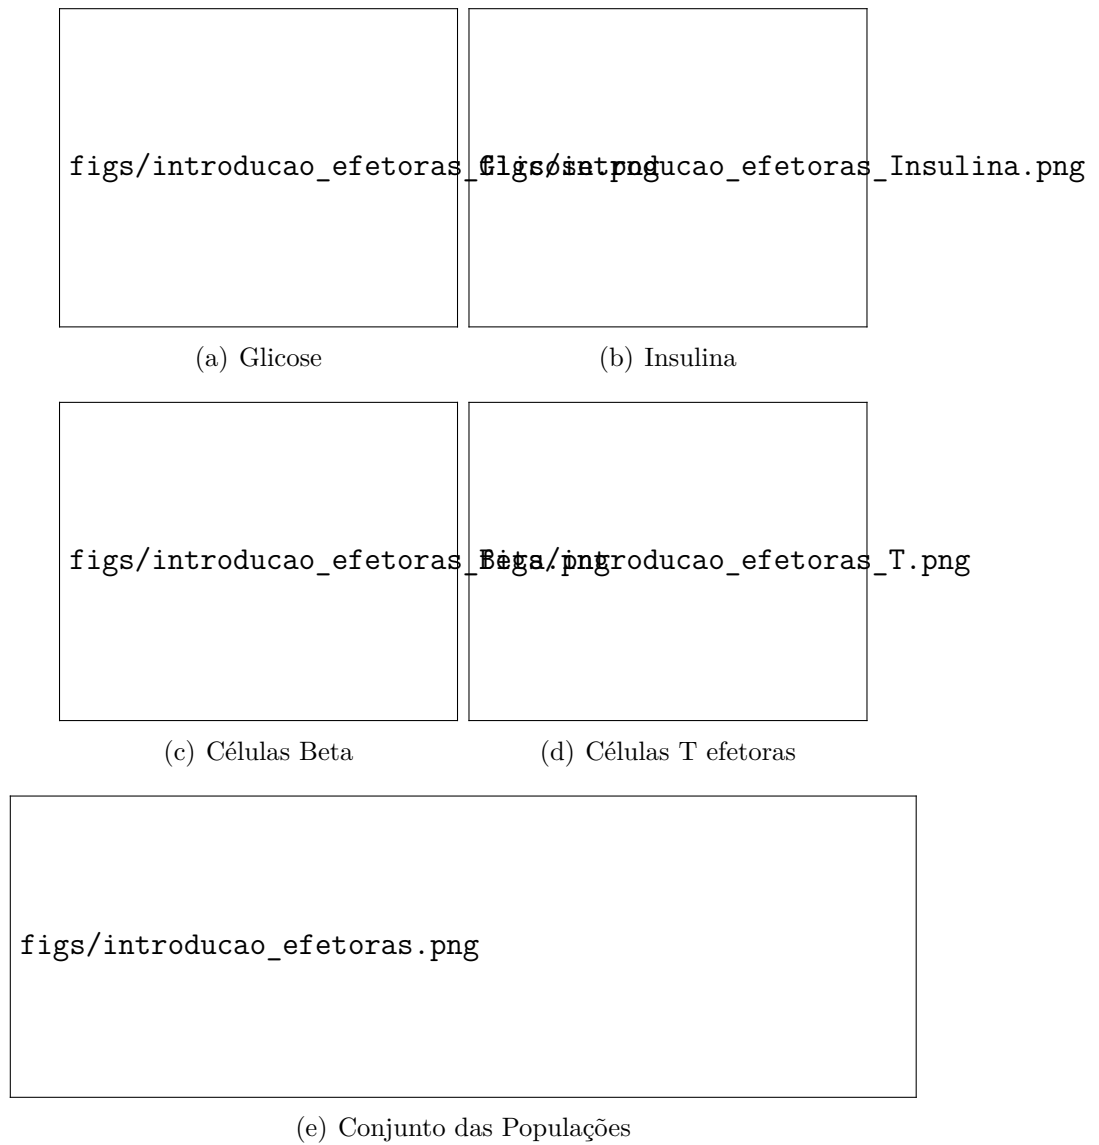 figs/introducao_efetoras_Glicose.png
figs/introducao_efetoras_Insulina.png
(a) Glicose
(b) Insulina
figs/introducao_efetoras_Beta.png
figs/introducao_efetoras_T.png
(c) Células Beta
(d) Células T efetoras
figs/introducao_efetoras.png
(e) Conjunto das Populações